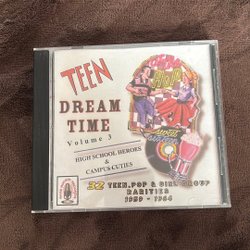 TEEN
DREAM
TIME
Volume 3
HIGH SCHOOL HEROES
&
CAMPUS CUTIES
32 TEEN, POP & GIRL GROUP
RARITIES
1959 - 1964